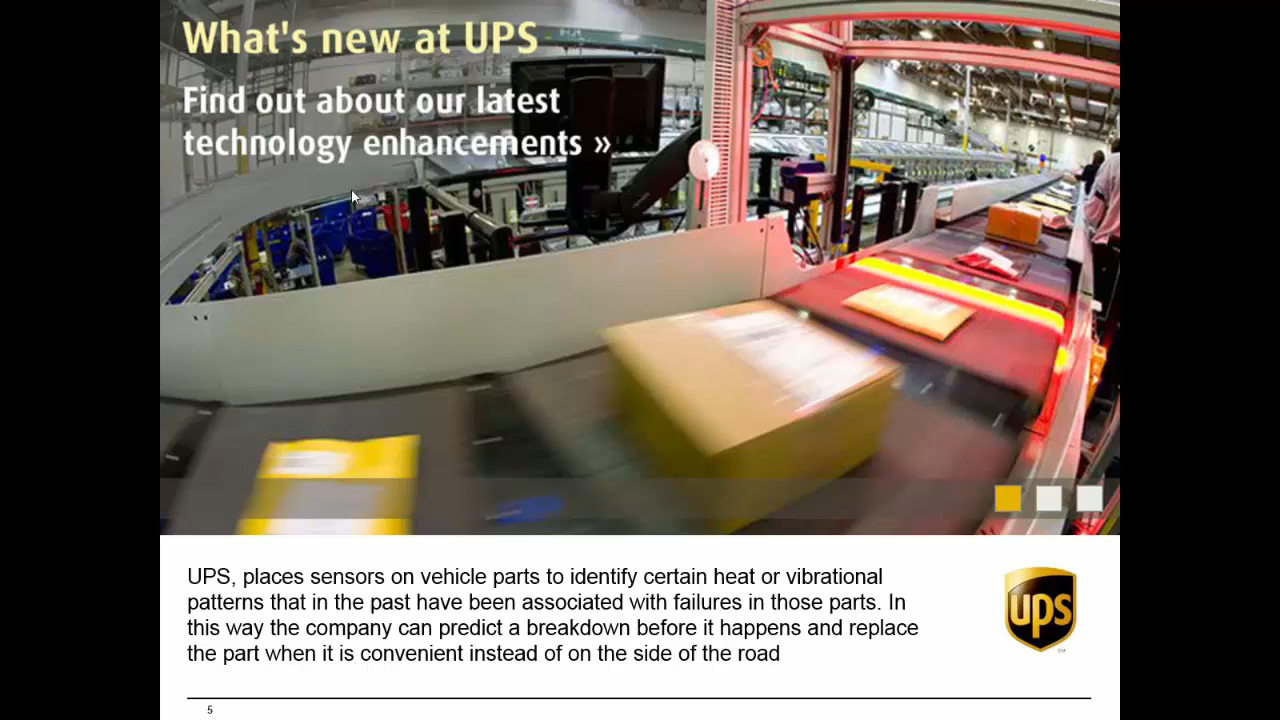 What's new at UPS
Find out about our latest
technology enhancements »
UPS, places sensors on vehicle parts to identify certain heat or vibrational
patterns that in the past have been associated with failures in those parts. In
this way the company can predict a breakdown before it happens and replace
the part when it is convenient instead of on the side of the road
ups
5